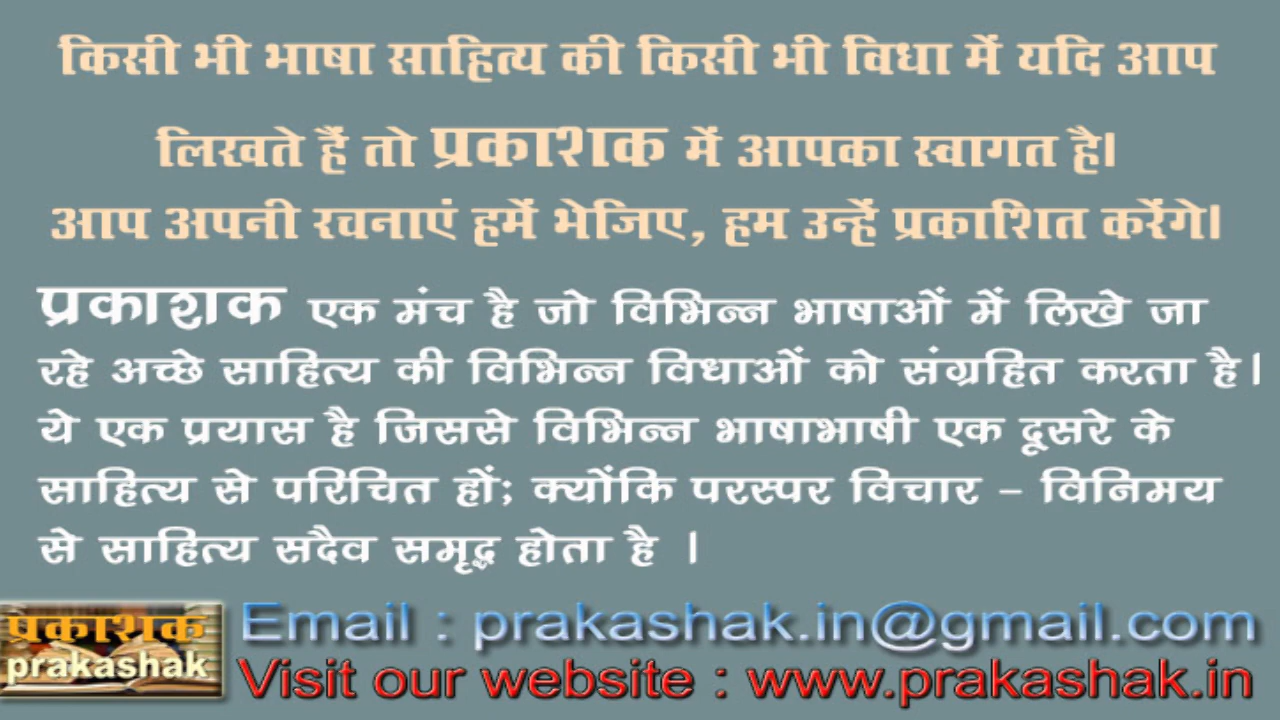 किसी भी भाषा साहित्य की किसी भी विधा में यदि आप
लिखते हैं तो प्रकाशक में आपका स्वागत है।
आप अपनी रचनाएं हमें भेजिए, हम उन्हें प्रकाशित करेंगे।
प्रकाशक एक मंच है जो विभिन्न भाषाओं में लिखे जा
रहे अच्छे साहित्य की विभिन्न विधाओं को संग्रहित करता है।
ये एक प्रयास है जिससे विभिन्न भाषाभाषी एक दूसरे के
साहित्य से परिचित हों; क्योंकि परस्पर विचार – विनिमय
से साहित्य सदैव समृद्ध होता है ।
प्रकाशक
prakashak
Email : prakashak.in@gmail.com
Visit our website : www.prakashak.in